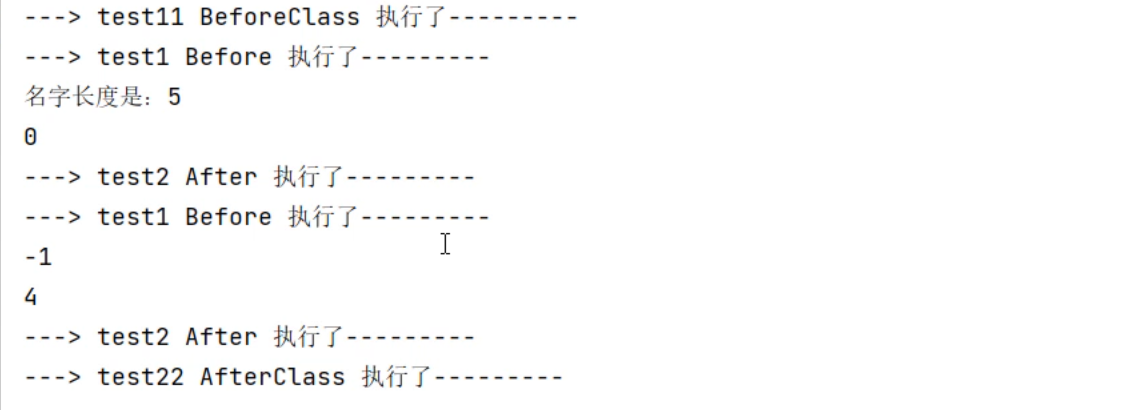 ---> test11 BeforeClass 执行了---------
---> test1 Before 执行了---------
名字长度是：5
0
---> test2 After 执行了---------
---> test1 Before 执行了---------
-1
4
---> test2 After 执行了---------
---> test22 AfterClass 执行了---------